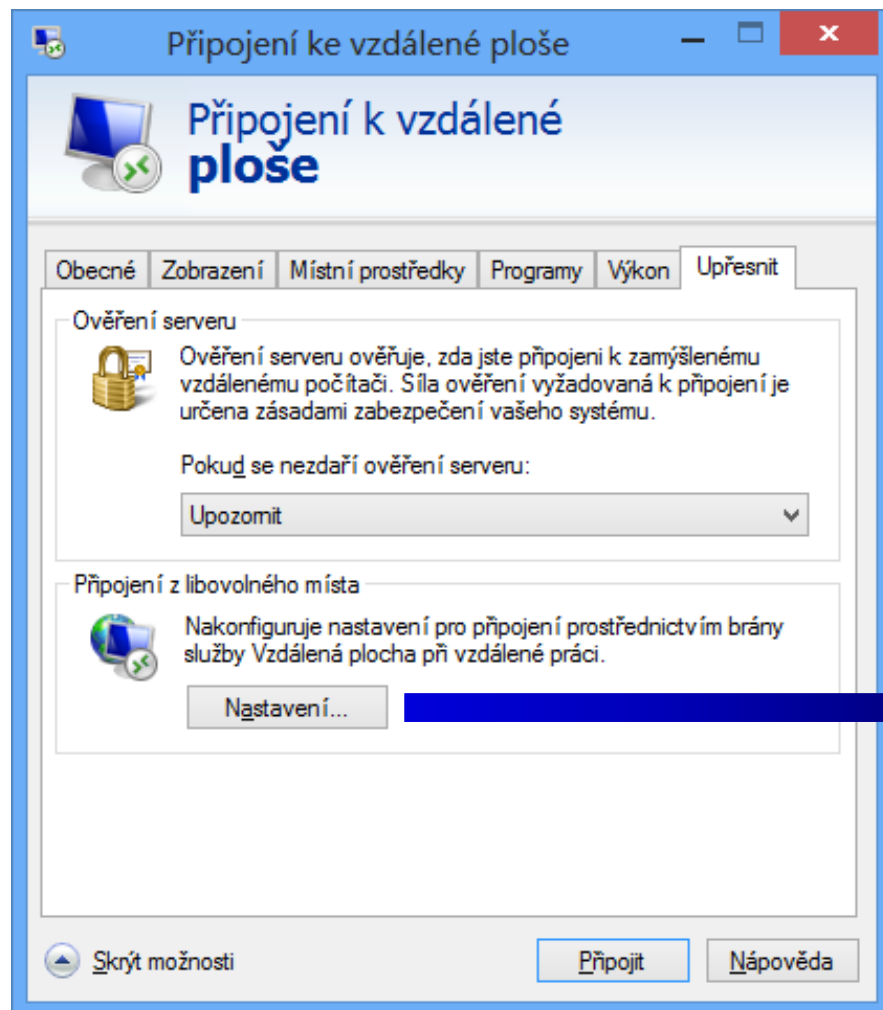 Připojení ke vzdálené ploše
Připojení k vzdálené
ploše
Obecné Zobrazení Místní prostředky Programy Výkon Upřesnit
Ověření serveru
Ověření serveru ověřuje, zda jste připojeni k zamýšlenému
vzdálenému počítači. Síla ověření vyžadovaná k připojení je
určena zásadami zabezpečení vašeho systému.
Pokud se nezdaří ověření serveru:
Upozornit
Připojení z libovolného místa
Nakonfiguruje nastavení pro připojení prostřednictvím brány
služby Vzdálená plocha při vzdálené práci.
Nastavení...
Skrýt možnosti
Připojit
Nápověda